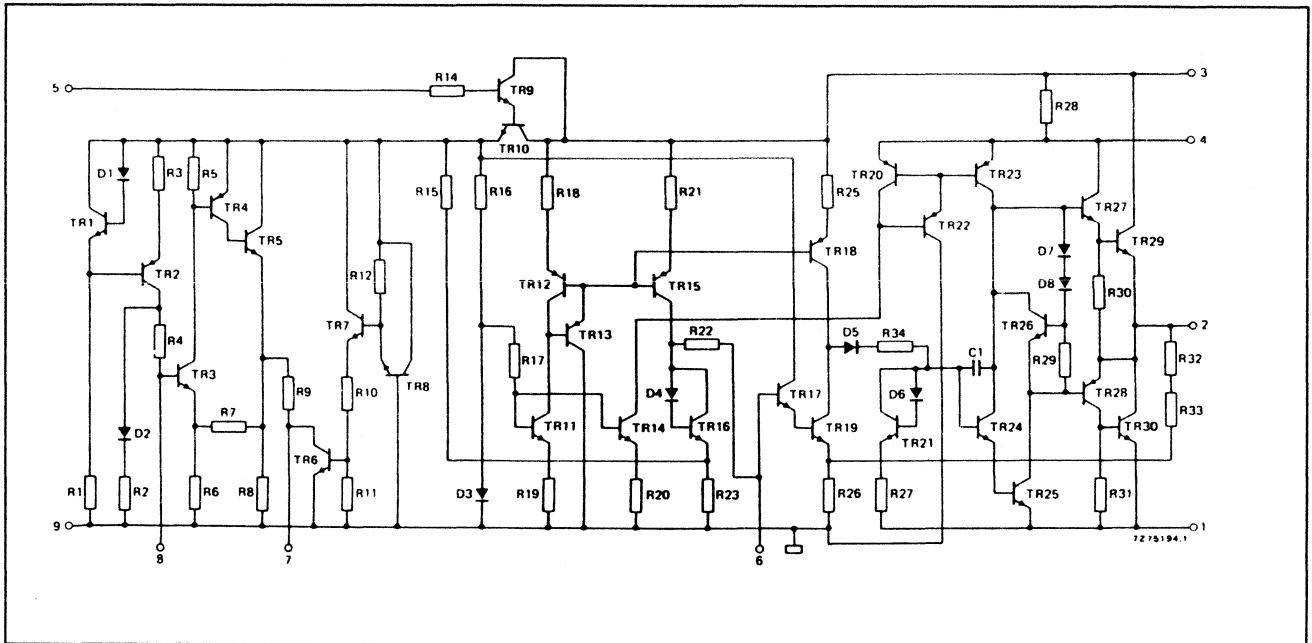 5
R14
TR9
3
R28
4
TR10
D1
R3
R5
R15
R16
R18
R21
R25
TR20
TR23
TR1
TR4
TR5
TR22
TR27
TR29
TR18
D7
TR2
R12
TR12
TR15
D8
R30
R4
TR7
TR13
R22
TR26
2
TR8
R17
D5
R34
C1
R29
R32
TR3
R9
R10
D4
TR17
D6
TR28
R33
D2
R7
TR6
TR11
TR14
TR16
TR19
TR21
TR24
TR30
R1
R2
R6
R8
R11
D3
R19
R20
R23
R26
R27
TR25
R31
9
8
7
6
1
7Z75194.1